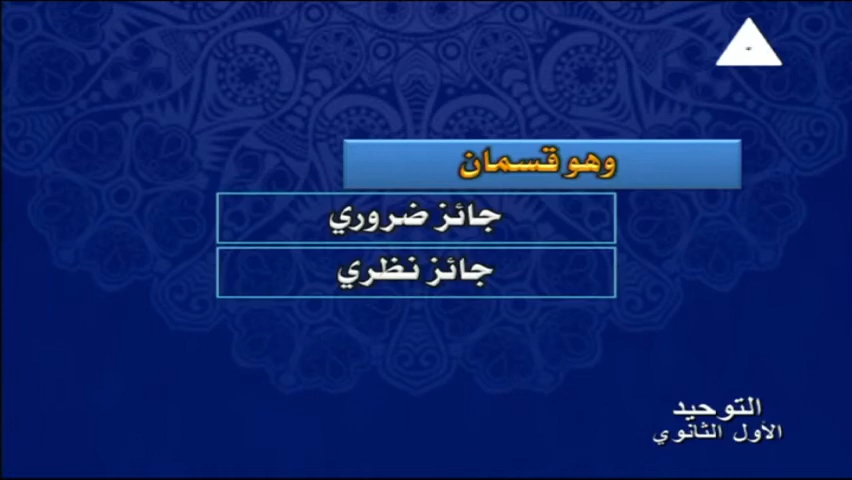 وهو قسمان
جائز ضروري
جائز نظري
التوحيد
الأول الثانوي